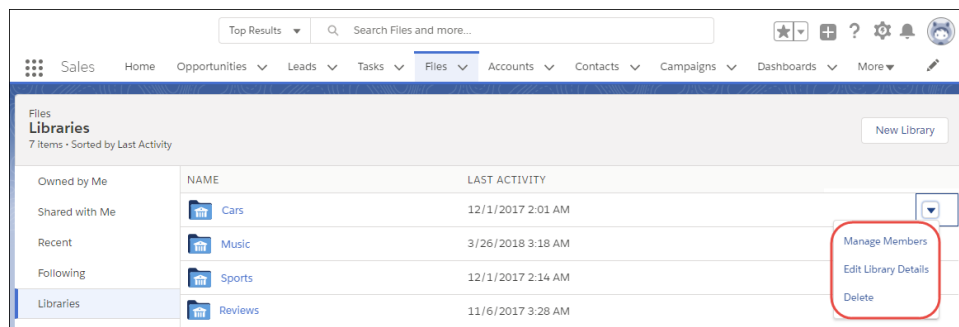 Top Results Search Files and more...
Sales Home Opportunities Leads Tasks Files Accounts Contacts Campaigns Dashboards More
Files
Libraries
7 items • Sorted by Last Activity
New Library
Owned by Me
Shared with Me
Recent
Following
Libraries
NAME LAST ACTIVITY
Cars 12/1/2017 2:01 AM
Music 3/26/2018 3:18 AM
Sports 12/1/2017 2:14 AM
Reviews 11/6/2017 3:28 AM
Manage Members
Edit Library Details
Delete